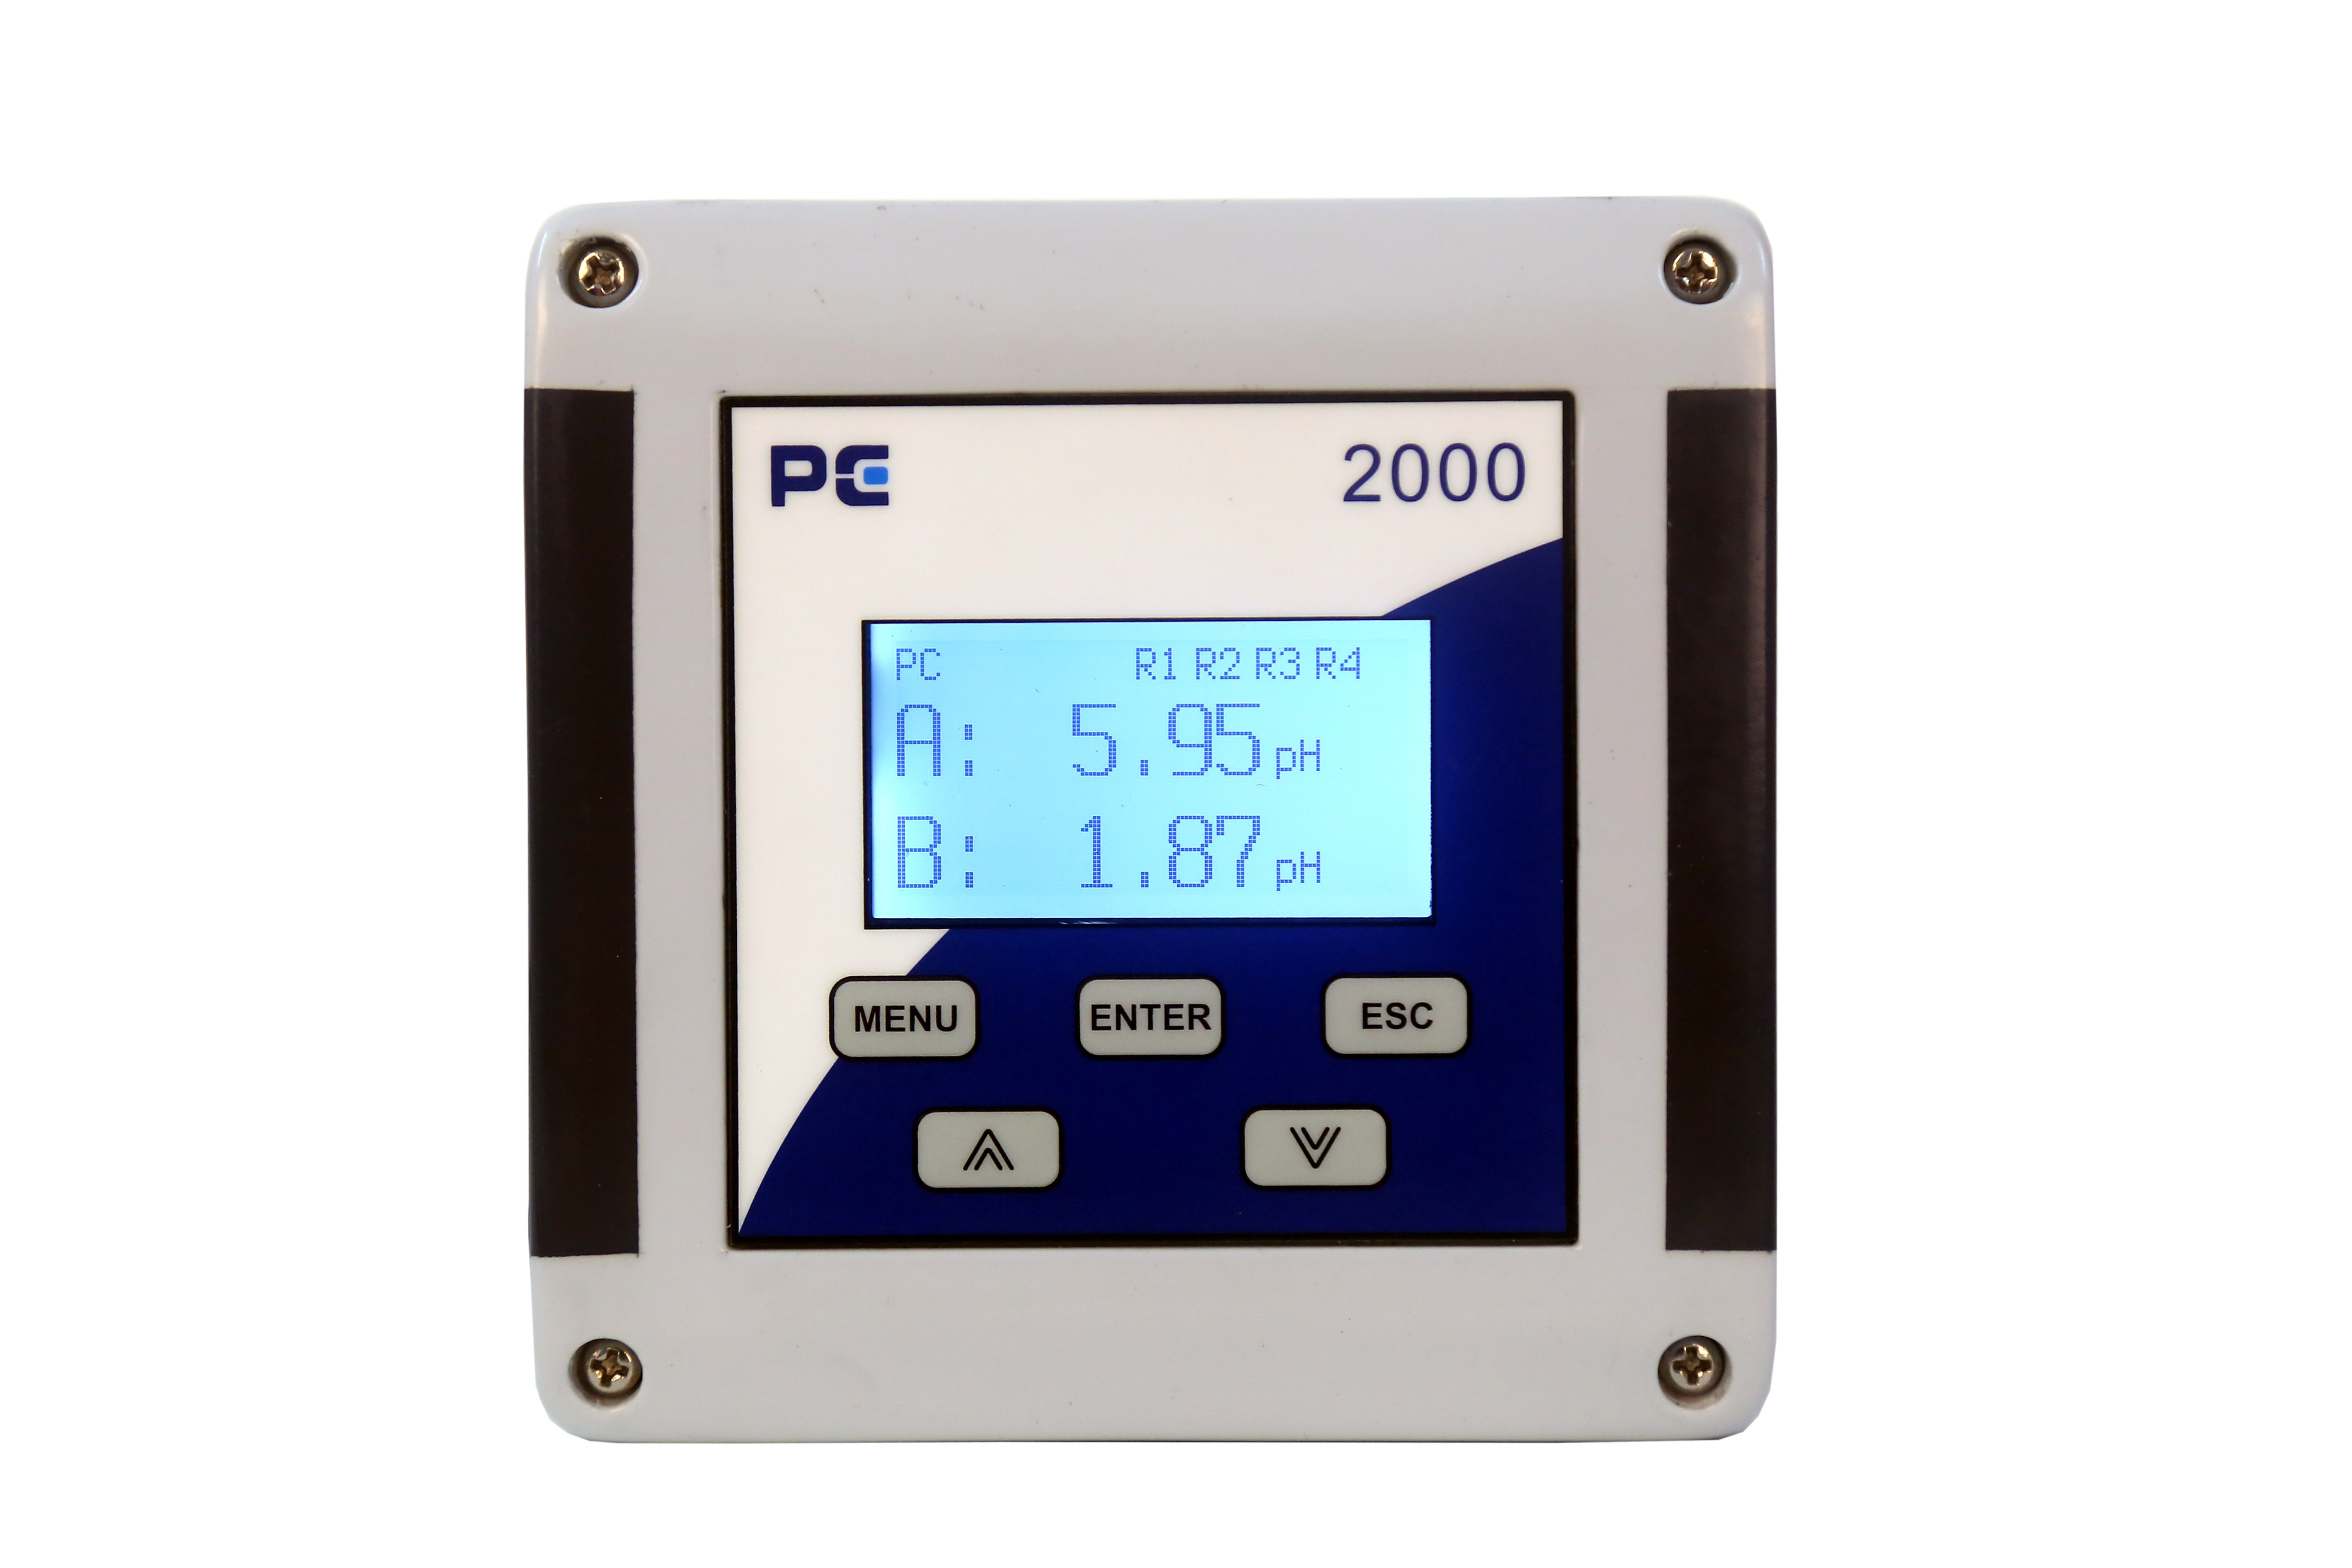 PC 2000
PC R1 R2 R3 R4
A: 5.95 pH
B: 1.87 pH
MENU ENTER ESC